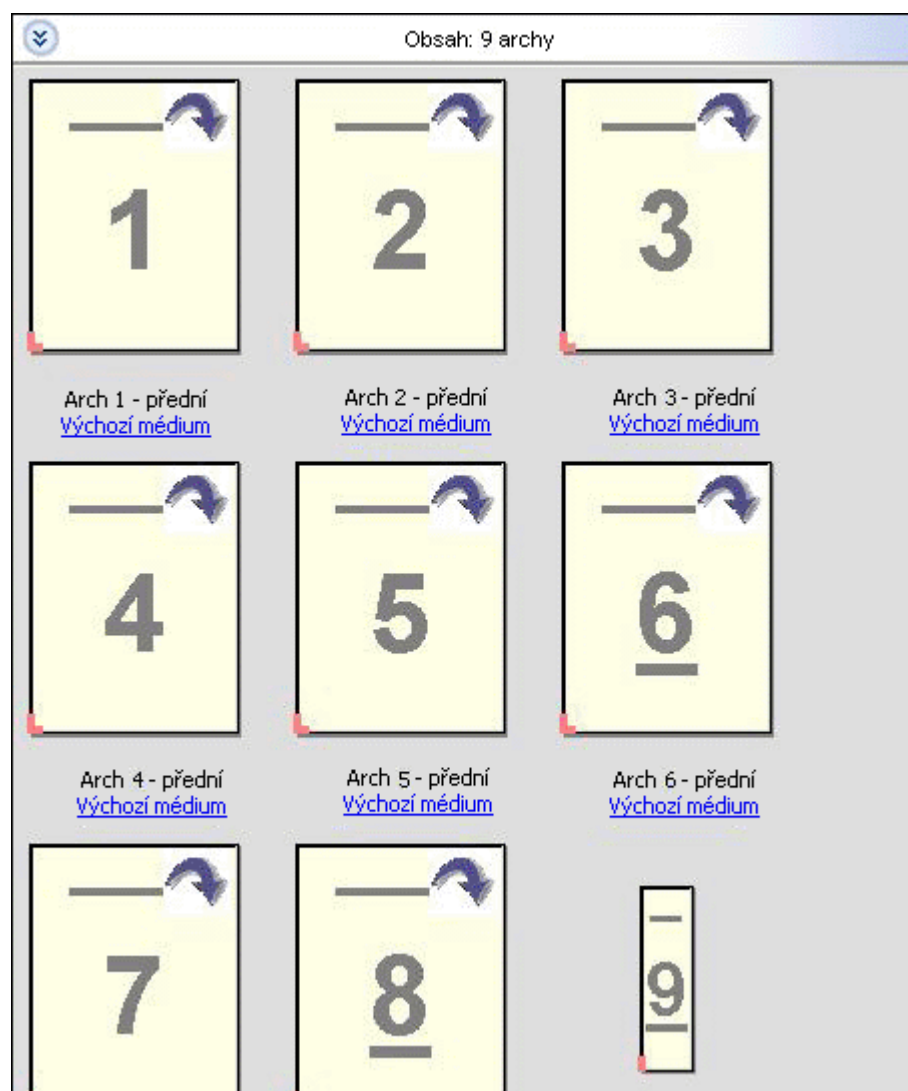 Obsah: 9 archy
1
2
3
Arch 1 - přední
Výchozí médium
Arch 2 - přední
Výchozí médium
Arch 3 - přední
Výchozí médium
4
5
6
Arch 4 - přední
Výchozí médium
Arch 5 - přední
Výchozí médium
Arch 6 - přední
Výchozí médium
7
8
9